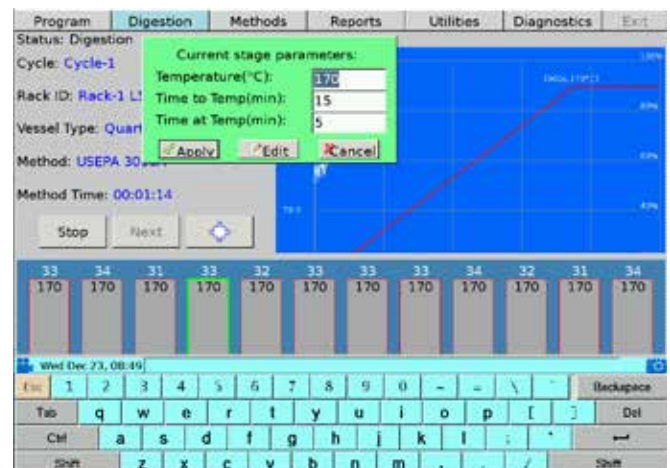 Program Digestion Methods Reports Utilities Diagnostics Exit
Status: Digestion
Cycle: Cycle-1
Rack ID: Rack-1
Vessel Type:
Method: USEPA
Method Time: 00:01:14
Current stage parameters:
Temperature(°C): 170
Time to Temp(min): 15
Time at Temp(min): 5
Apply Edit Cancel
Stop Next
33 34 31 33 32 33 33 33 34 32 31 34
170 170 170 170 170 170 170 170 170 170 170 170
Wed Dec 23, 08:49
Esc 1 2 3 4 5 6 7 8 9 0 - = \ ` Backspace
Tab q w e r t y u i o p [ ] Del
Ctrl a s d f g h j k l ; '
Shift z x c v b n m , . / Shift